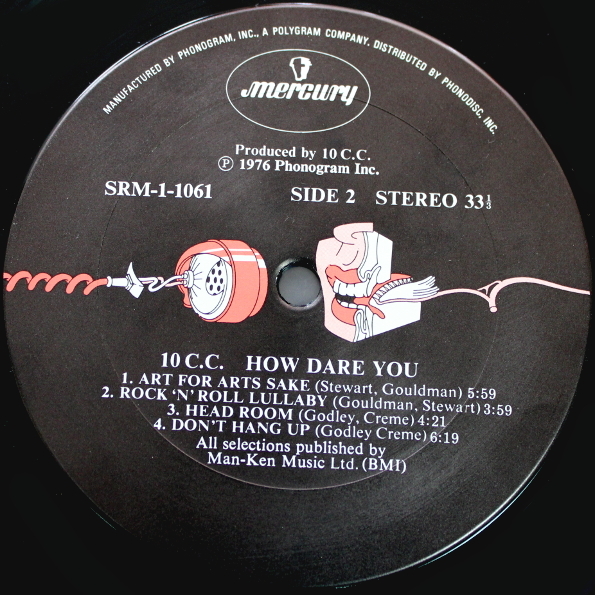 MANUFACTURED BY PHONOGRAM, INC., A POLYGRAM COMPANY. DISTRIBUTED BY PHONODISC, INC.
mercury
Produced by 10 C.C.
Ⓟ 1976 Phonogram Inc.
SRM-1-1061 SIDE 2 STEREO 33⅓
10 C.C. HOW DARE YOU
1. ART FOR ARTS SAKE (Stewart, Gouldman) 5:59
2. ROCK 'N' ROLL LULLABY (Gouldman, Stewart) 3:59
3. HEAD ROOM (Godley, Creme) 4:21
4. DON'T HANG UP (Godley Creme) 6:19
All selections published by
Man-Ken Music Ltd. (BMI)